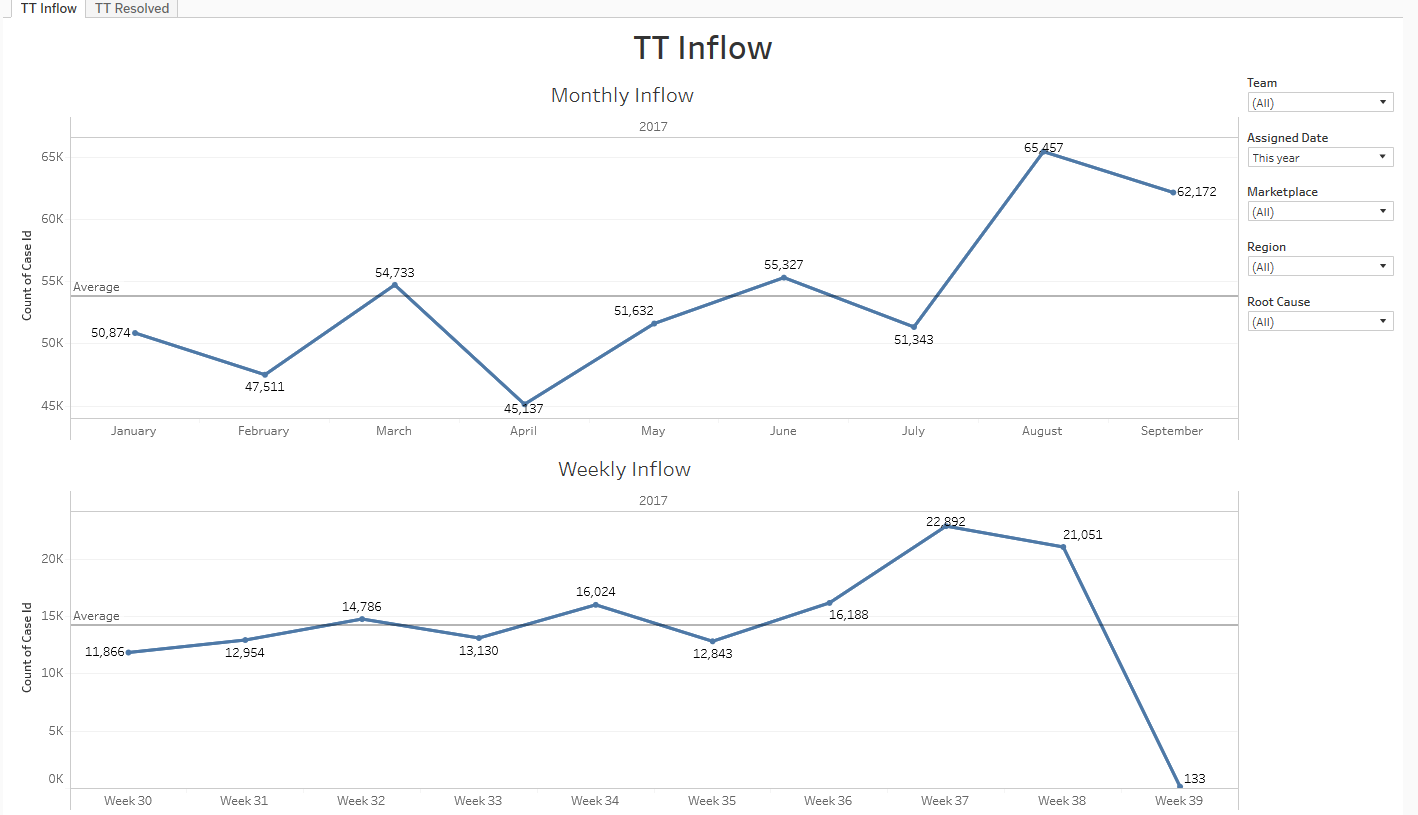 TT Inflow TT Resolved
TT Inflow
Monthly Inflow
2017
Count of Case Id
65K
60K
55K
50K
45K
Average
50,874
47,511
54,733
45,137
51,632
55,327
51,343
65,457
62,172
January February March April May June July August September
Weekly Inflow
2017
Count of Case Id
20K
15K
10K
5K
0K
Average
11,866
12,954
14,786
13,130
16,024
12,843
16,188
22,892
21,051
133
Week 30 Week 31 Week 32 Week 33 Week 34 Week 35 Week 36 Week 37 Week 38 Week 39
Team
(All)
Assigned Date
This year
Marketplace
(All)
Region
(All)
Root Cause
(All)